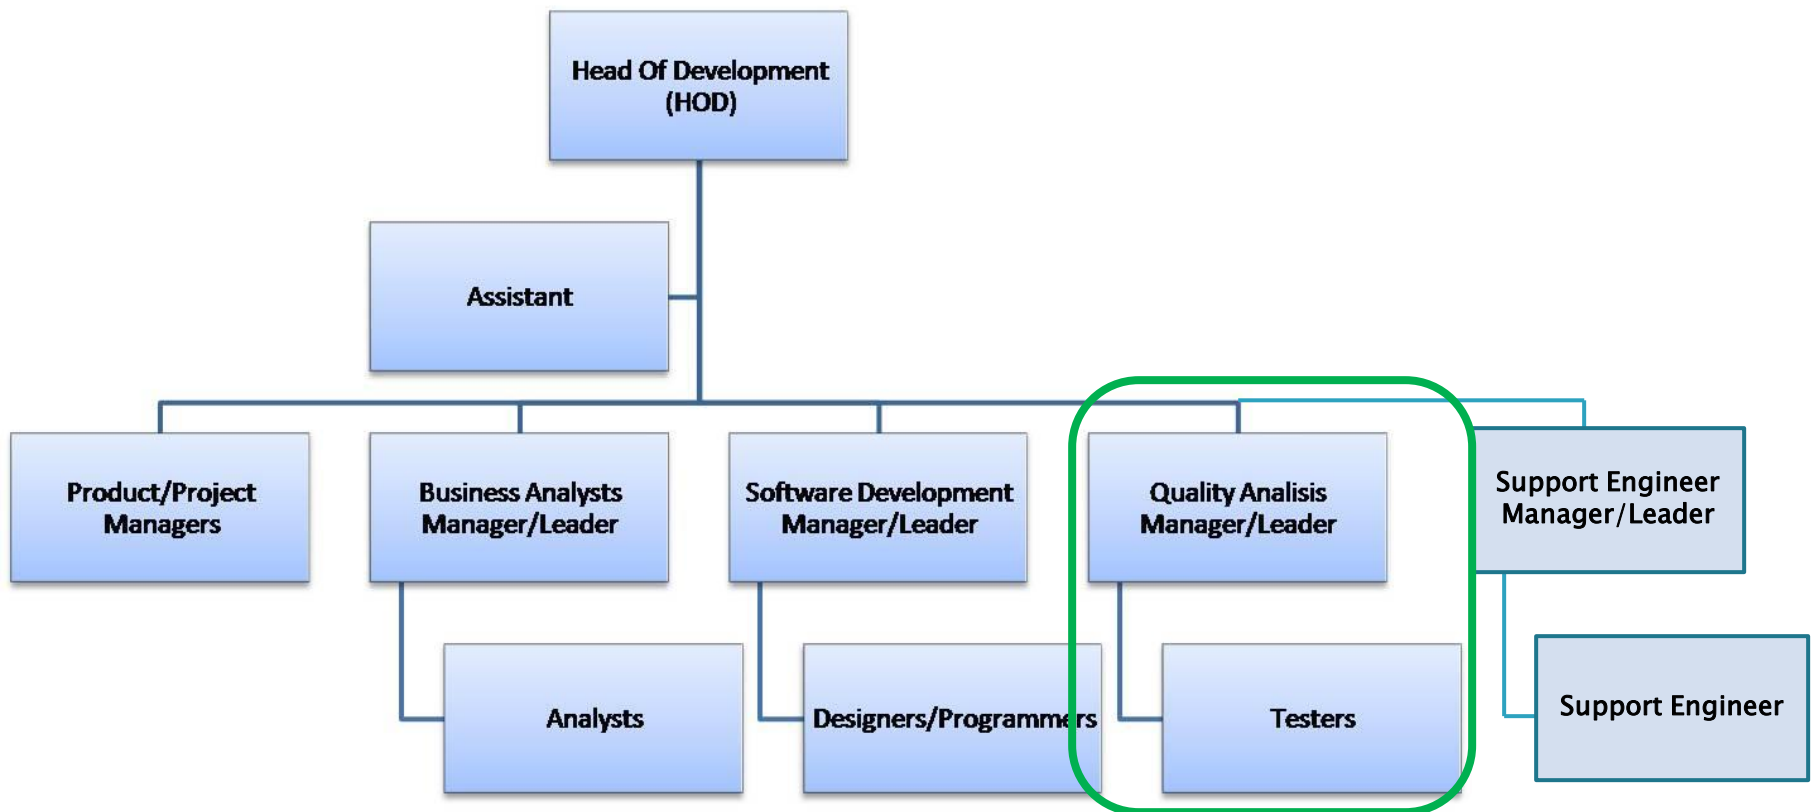 Head Of Development
(HOD)
Assistant
Product/Project
Managers
Business Analysts
Manager/Leader
Software Development
Manager/Leader
Quality Analisis
Manager/Leader
Support Engineer
Manager/Leader
Analysts
Designers/Programmers
Testers
Support Engineer